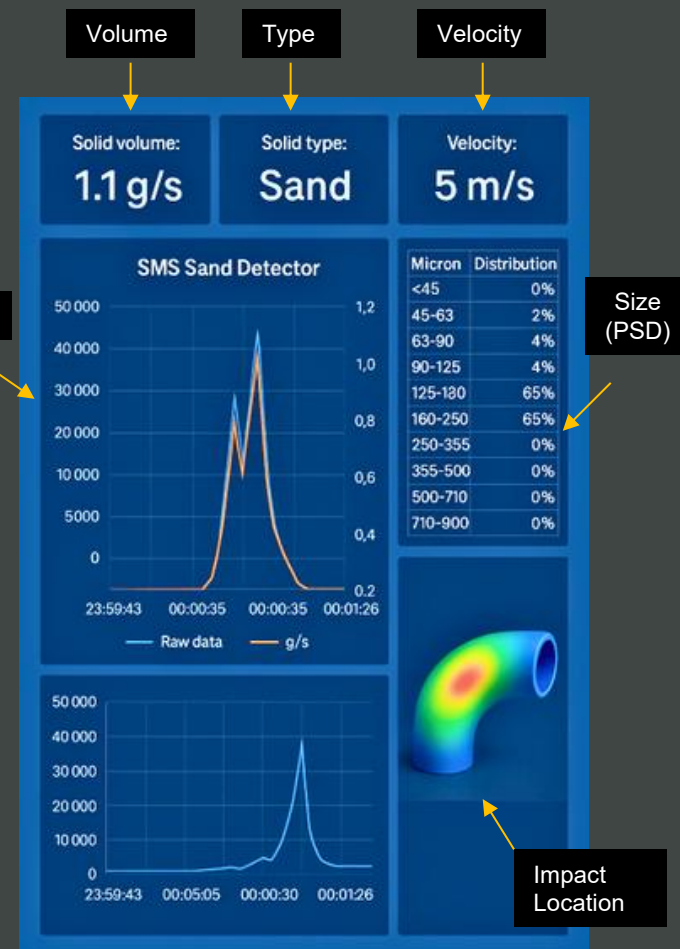 Volume
Type
Velocity
Solid volume:
1.1 g/s
Solid type:
Sand
Velocity:
5 m/s
SMS Sand Detector
50 000
40 000
30 000
20 000
10 000
5000
0
1,2
1,0
0,8
0,6
0,4
0.2
23:59:43 00:00:35 00:00:35 00:01:26
Raw data g/s
Micron Distribution
<45 0%
45-63 2%
63-90 4%
90-125 4%
125-180 65%
160-250 65%
250-355 0%
355-500 0%
500-710 0%
710-900 0%
Size
(PSD)
50 000
40 000
30 000
20 000
10 000
0
23:59:43 00:05:05 00:00:30 00:01:26
Impact
Location